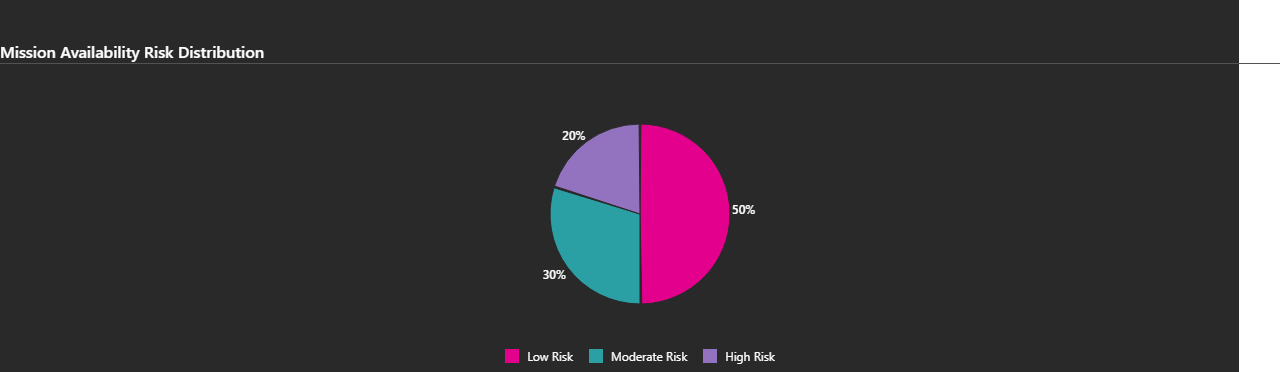 Mission Availability Risk Distribution
20%
50%
30%
Low Risk Moderate Risk High Risk